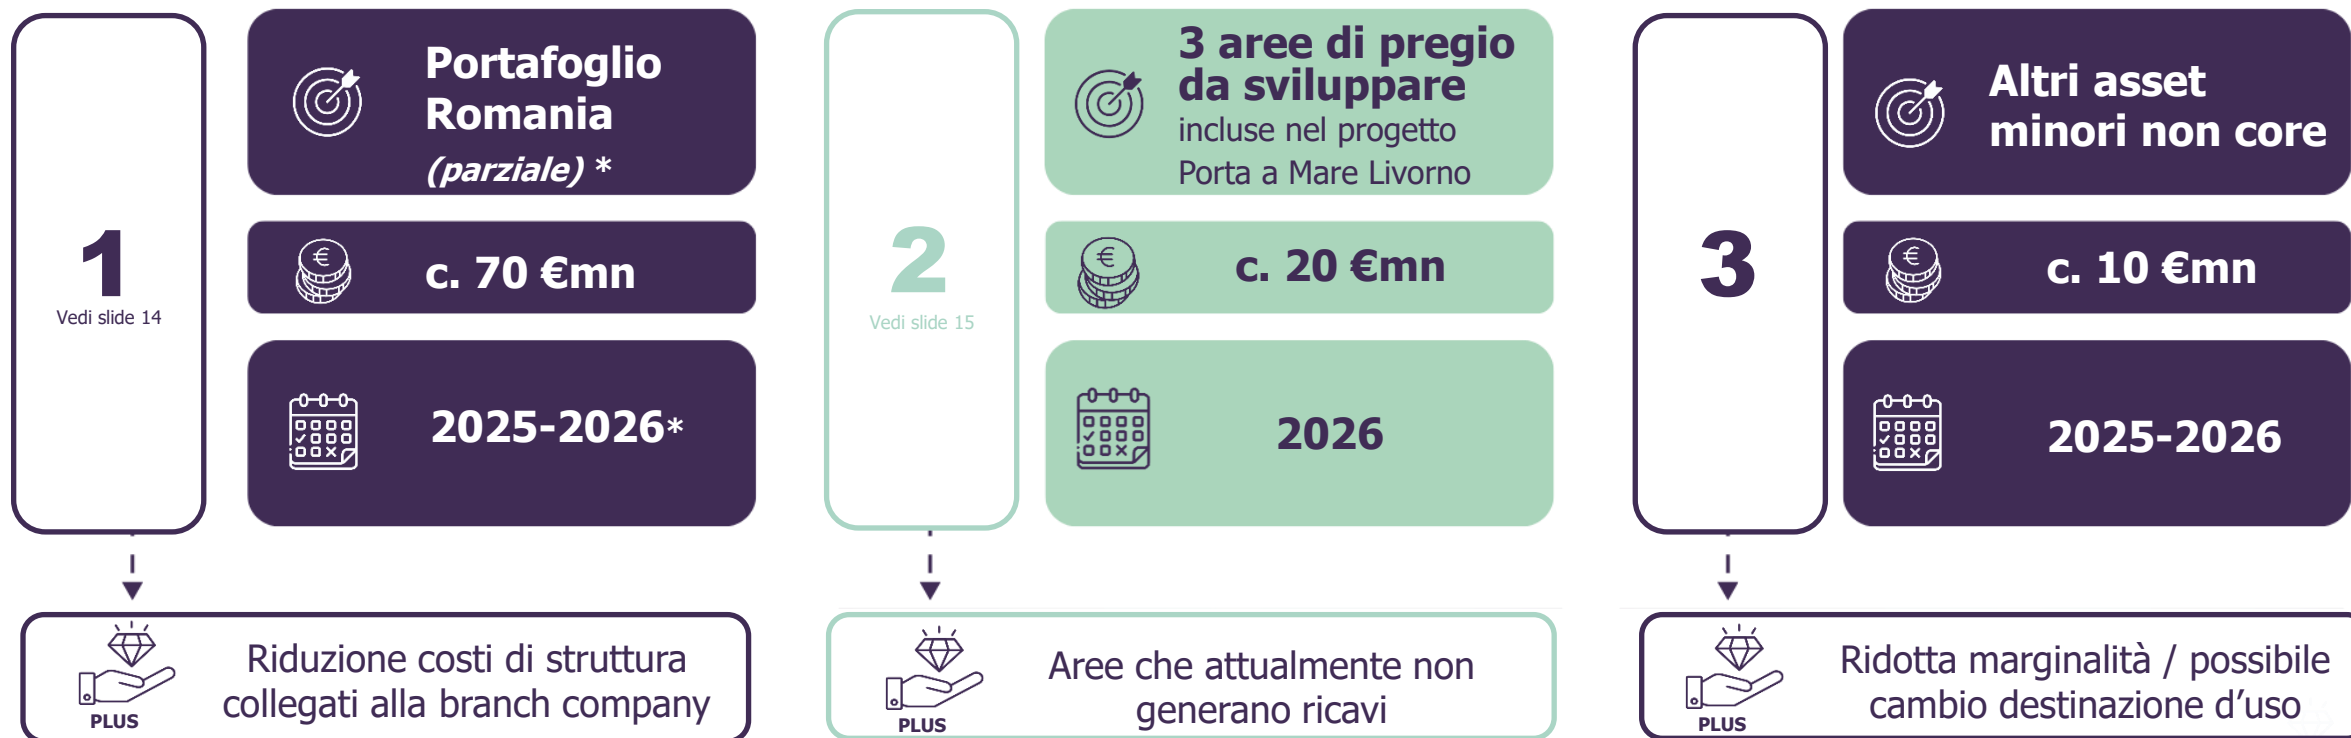 1
Vedi slide 14
Portafoglio
Romania
(parziale) *
€
c. 70 €mn
2025-2026*
PLUS
Riduzione costi di struttura
collegati alla branch company
2
Vedi slide 15
3 aree di pregio
da sviluppare
incluse nel progetto
Porta a Mare Livorno
€
c. 20 €mn
2026
PLUS
Aree che attualmente non
generano ricavi
3
Altri asset
minori non core
€
c. 10 €mn
2025-2026
PLUS
Ridotta marginalità / possibile
cambio destinazione d'uso